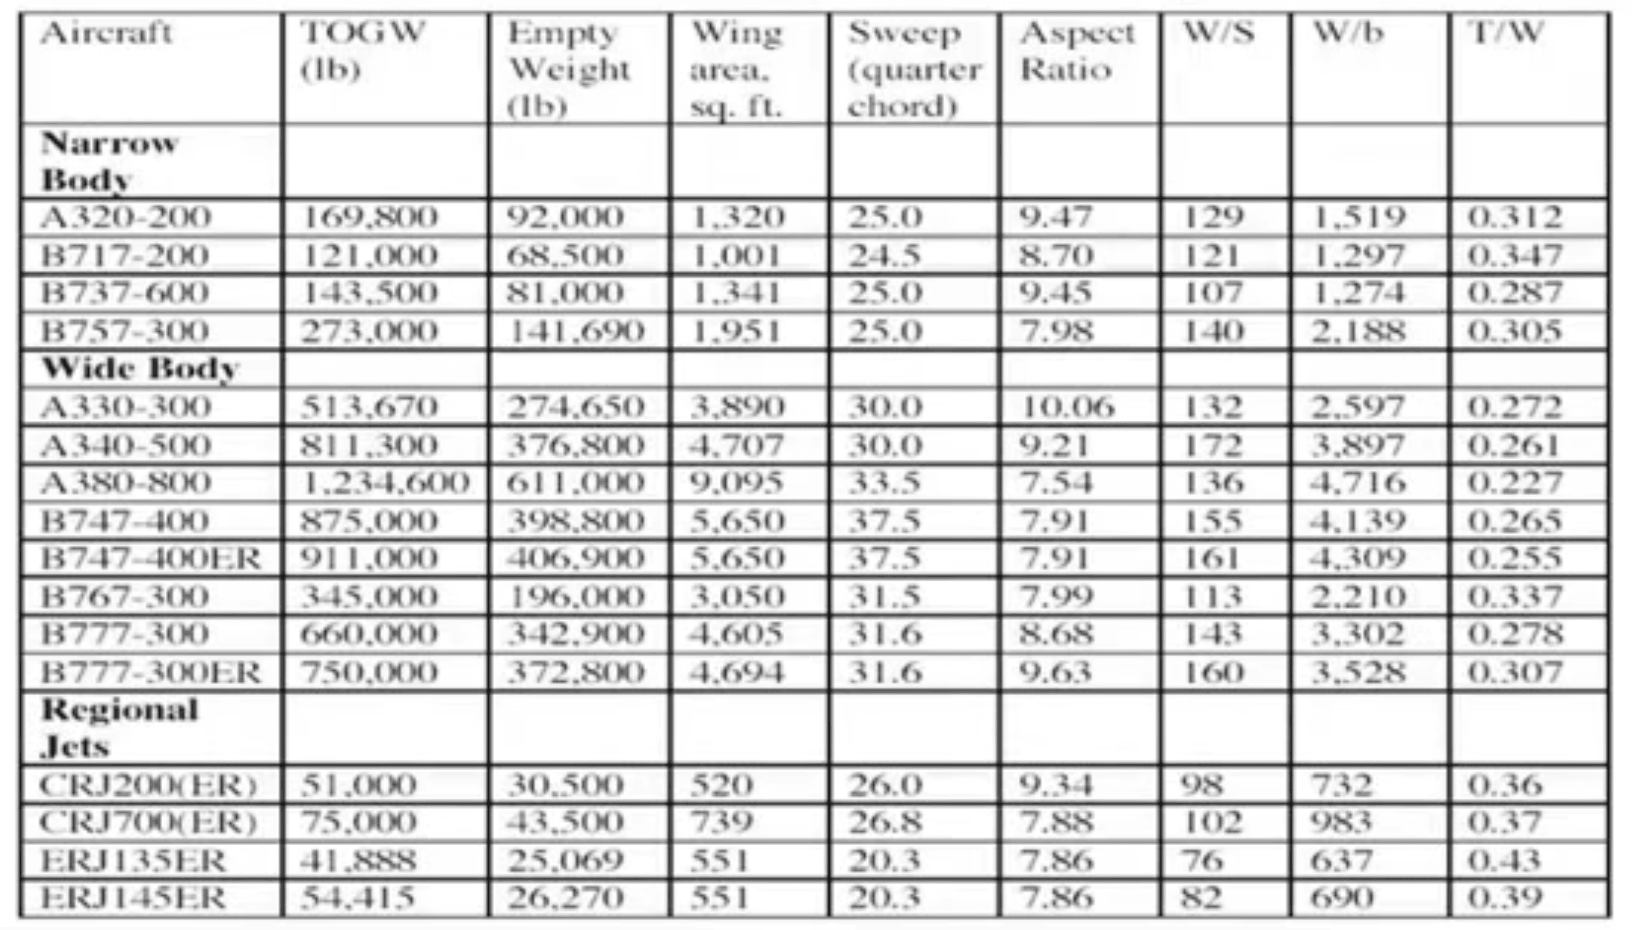 Aircraft TOGW (lb) Empty Weight (lb) Wing area, sq. ft. Sweep (quarter chord) Aspect Ratio W/S W/b T/W
Narrow Body
A320-200 169,800 92,000 1,320 25.0 9.47 129 1,519 0.312
B717-200 121,000 68,500 1,001 24.5 8.70 121 1,297 0.347
B737-600 143,500 81,000 1,341 25.0 9.45 107 1,274 0.287
B757-300 273,000 141,690 1,951 25.0 7.98 140 2,188 0.305
Wide Body
A330-300 513,670 274,650 3,890 30.0 10.06 132 2,597 0.272
A340-500 811,300 376,800 4,707 30.0 9.21 172 3,897 0.261
A380-800 1,234,600 611,000 9,095 33.5 7.54 136 4,716 0.227
B747-400 875,000 398,800 5,650 37.5 7.91 155 4,139 0.265
B747-400ER 911,000 406,900 5,650 37.5 7.91 161 4,309 0.255
B767-300 345,000 196,000 3,050 31.5 7.99 113 2,210 0.337
B777-300 660,000 342,900 4,605 31.6 8.68 143 3,302 0.278
B777-300ER 750,000 372,800 4,694 31.6 9.63 160 3,528 0.307
Regional Jets
CRJ200(ER) 51,000 30,500 520 26.0 9.34 98 732 0.36
CRJ700(ER) 75,000 43,500 739 26.8 7.88 102 983 0.37
ERJ135ER 41,888 25,069 551 20.3 7.86 76 637 0.43
ERJ145ER 54,415 26,270 551 20.3 7.86 82 690 0.39